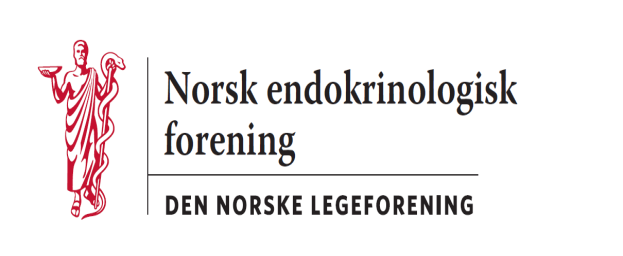 Norsk endokrinologisk
forening
DEN NORSKE LEGEFORENING